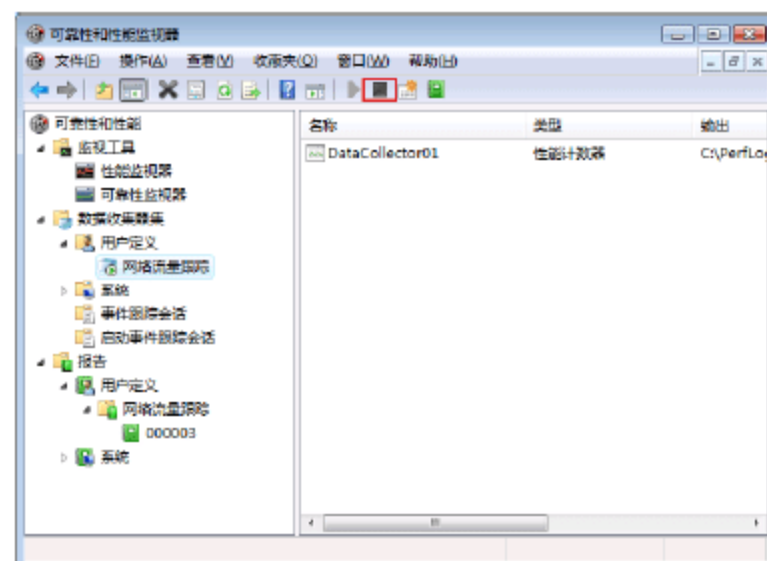 可靠性和性能监视器
文件(F) 操作(A) 查看(V) 收藏夹(O) 窗口(W) 帮助(H)
可靠性和性能
监视工具
性能监视器
可靠性监视器
数据收集器集
用户定义
网络流量跟踪
系统
事件跟踪会话
启动事件跟踪会话
报告
用户定义
网络流量跟踪
000003
系统
名称 类型 输出
DataCollector01 性能计数器 C:\PerfLog